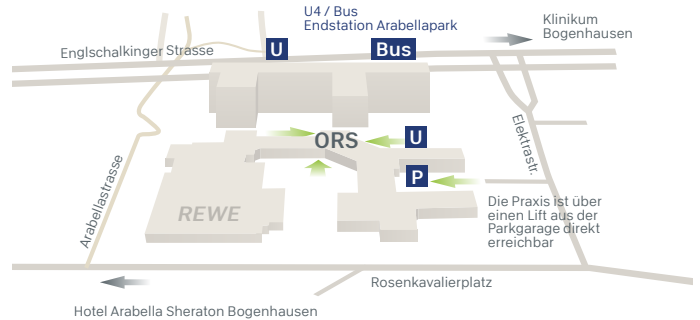 U4 / Bus
Endstation Arabellapark
Klinikum
Bogenhausen
Englschalkinger Strasse
U
Bus
ORS
U
Elektrastr.
P
Arabellastrasse
REWE
Die Praxis ist über
einen Lift aus der
Parkgarage direkt
erreichbar
Rosenkavalierplatz
Hotel Arabella Sheraton Bogenhausen